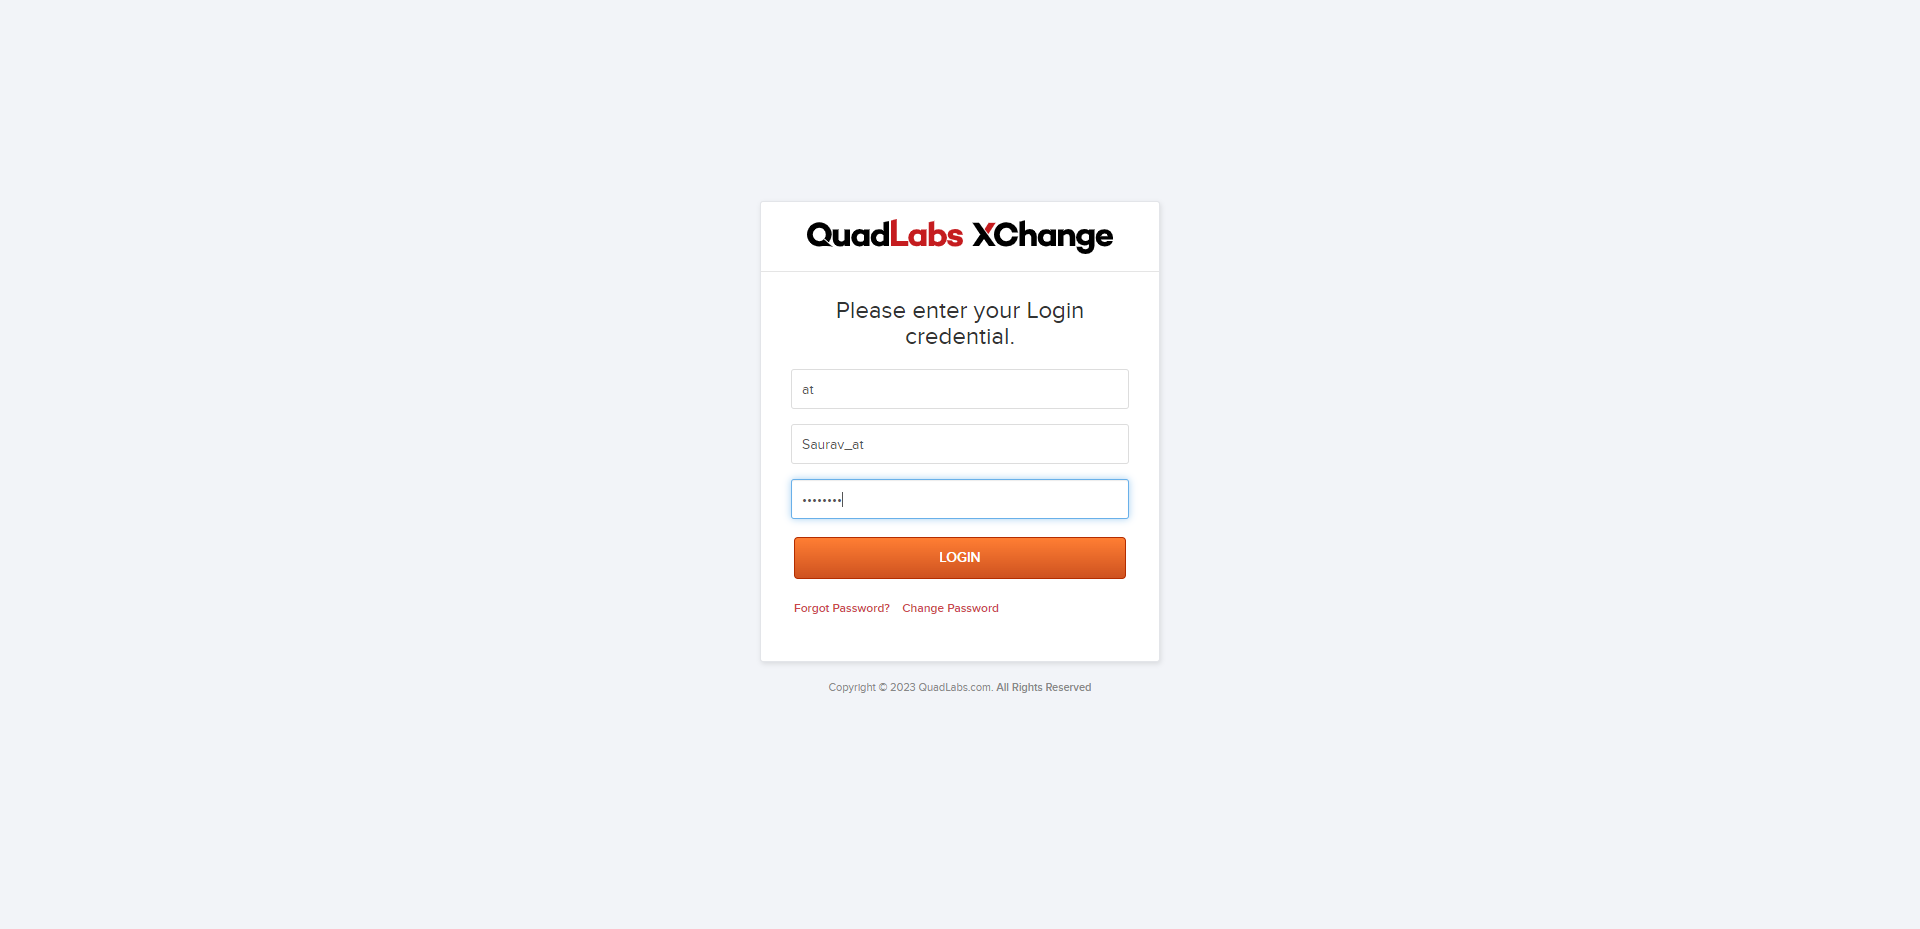 QuadLabs XChange
Please enter your Login
credential.
at
Saurav_at
••••••••
LOGIN
Forgot Password? Change Password
Copyright © 2023 QuadLabs.com. All Rights Reserved